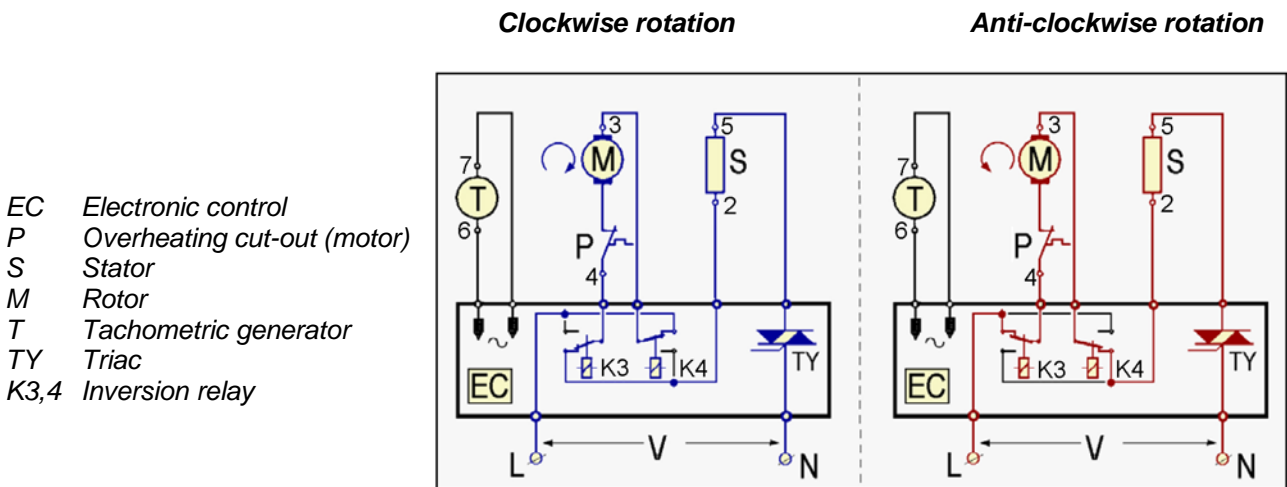 Clockwise rotation
Anti-clockwise rotation
EC Electronic control
P Overheating cut-out (motor)
S Stator
M Rotor
T Tachometric generator
TY Triac
K3,4 Inversion relay
3
5
7
M
S
T
2
6
P
4
TY
K3
K4
EC
V
L
N
3
5
7
M
S
T
2
6
P
4
TY
K3
K4
EC
V
L
N